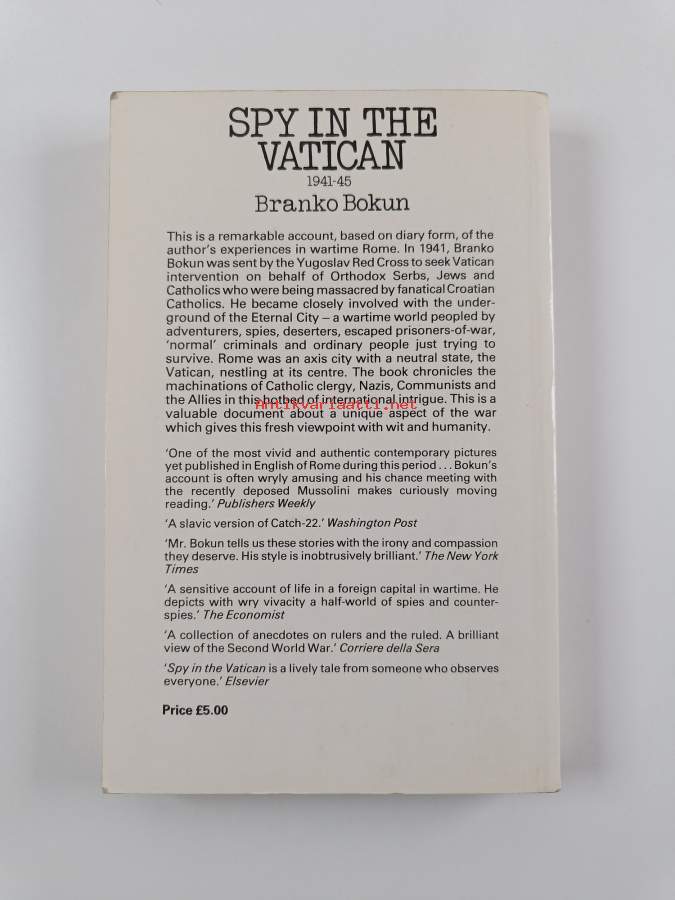 SPY IN THE
VATICAN
1941-45
Branko Bokun
This is a remarkable account, based on diary form, of the
author's experiences in wartime Rome. In 1941, Branko
Bokun was sent by the Yugoslav Red Cross to seek Vatican
intervention on behalf of Orthodox Serbs, Jews and
Catholics who were being massacred by fanatical Croatian
Catholics. He became closely involved with the under-
ground of the Eternal City – a wartime world peopled by
adventurers, spies, deserters, escaped prisoners-of-war,
'normal' criminals and ordinary people just trying to
survive. Rome was an axis city with a neutral state, the
Vatican, nestling at its centre. The book chronicles the
machinations of Catholic clergy, Nazis, Communists and
the Allies in this hotbed of international intrigue. This is a
Antikvariaatti.net
valuable document about a unique aspect of the war
which gives this fresh viewpoint with wit and humanity.
'One of the most vivid and authentic contemporary pictures
yet published in English of Rome during this period . . . Bokun's
account is often wryly amusing and his chance meeting with
the recently deposed Mussolini makes curiously moving
reading.' Publishers Weekly
'A slavic version of Catch-22.' Washington Post
'Mr. Bokun tells us these stories with the irony and compassion
they deserve. His style is inobtrusively brilliant.' The New York
Times
'A sensitive account of life in a foreign capital in wartime. He
depicts with wry vivacity a half-world of spies and counter-
spies.' The Economist
'A collection of anecdotes on rulers and the ruled. A brilliant
view of the Second World War.' Corriere della Sera
'Spy in the Vatican is a lively tale from someone who observes
everyone.' Elsevier
Price £5.00